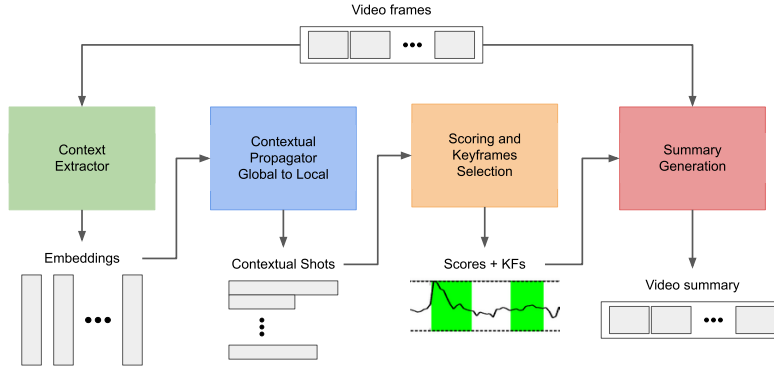 Video frames
Context
Extractor
Contextual
Propagator
Global to Local
Scoring and
Keyframes
Selection
Summary
Generation
Embeddings
Contextual Shots
Scores + KFs
Video summary